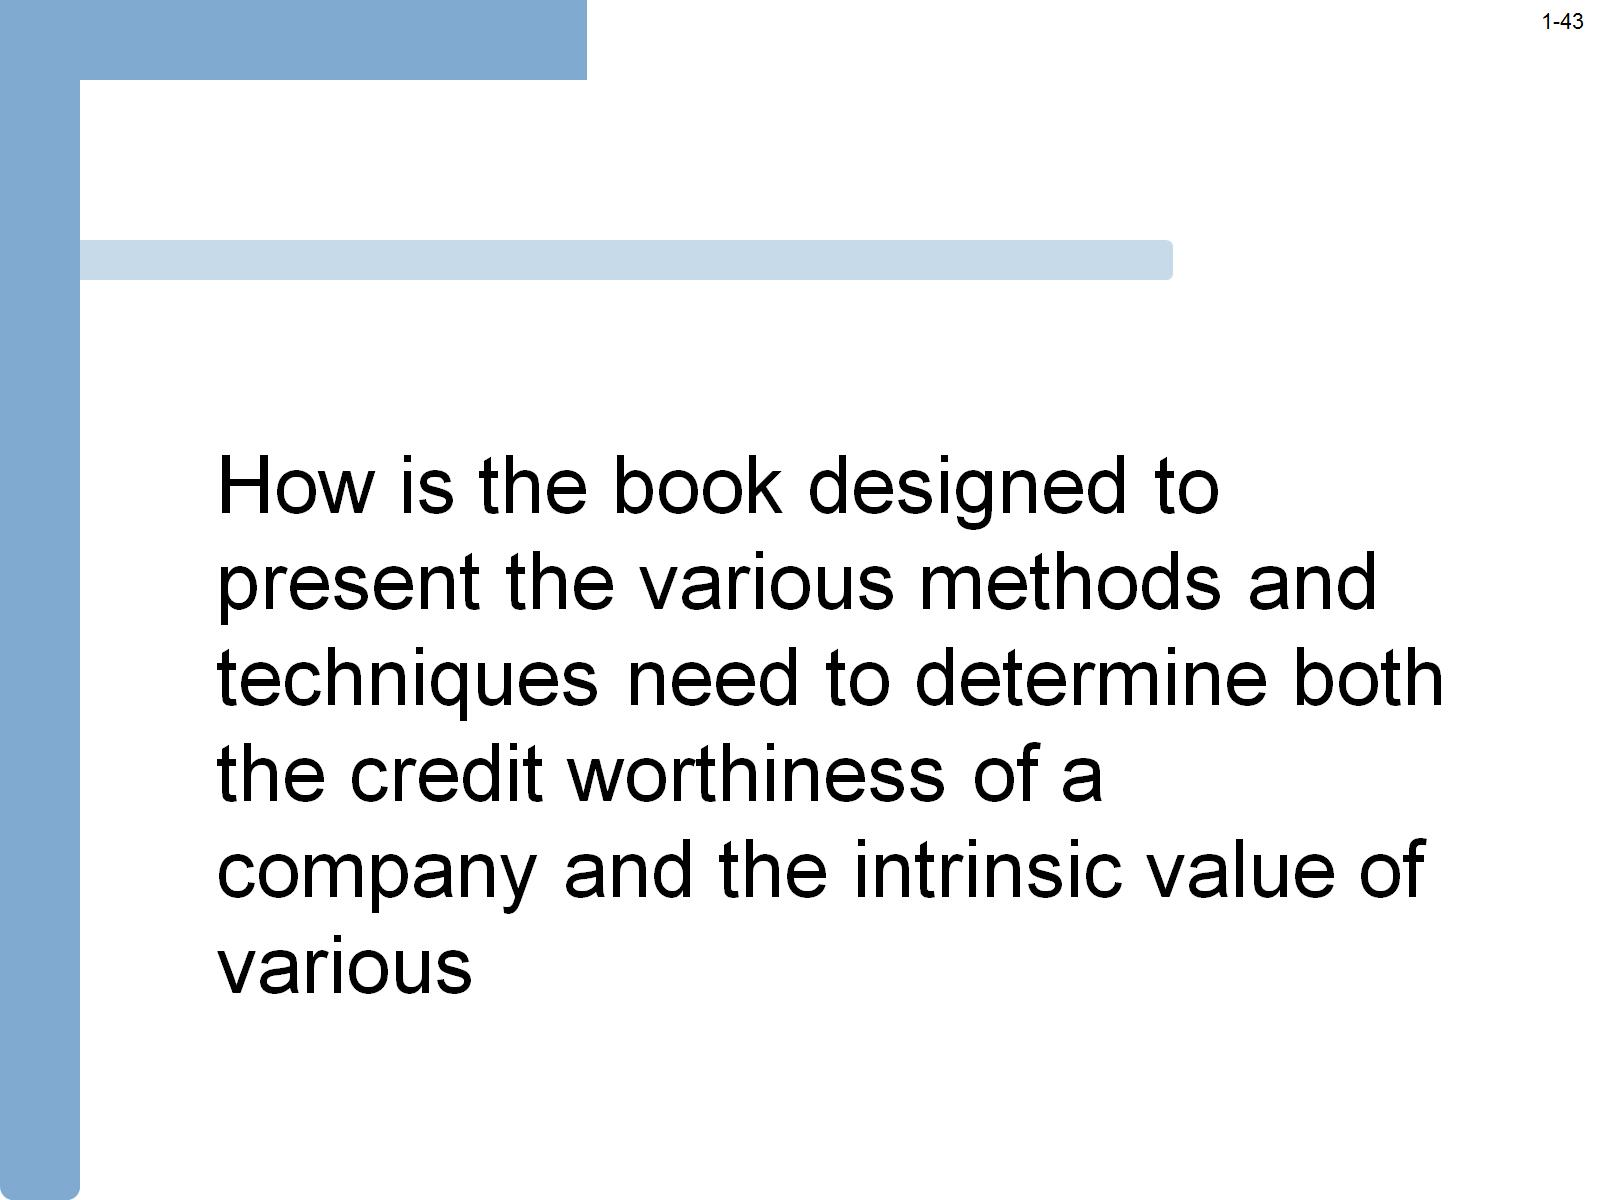 1-43
How is the book designed to
present the various methods and
techniques need to determine both
the credit worthiness of a
company and the intrinsic value of
various